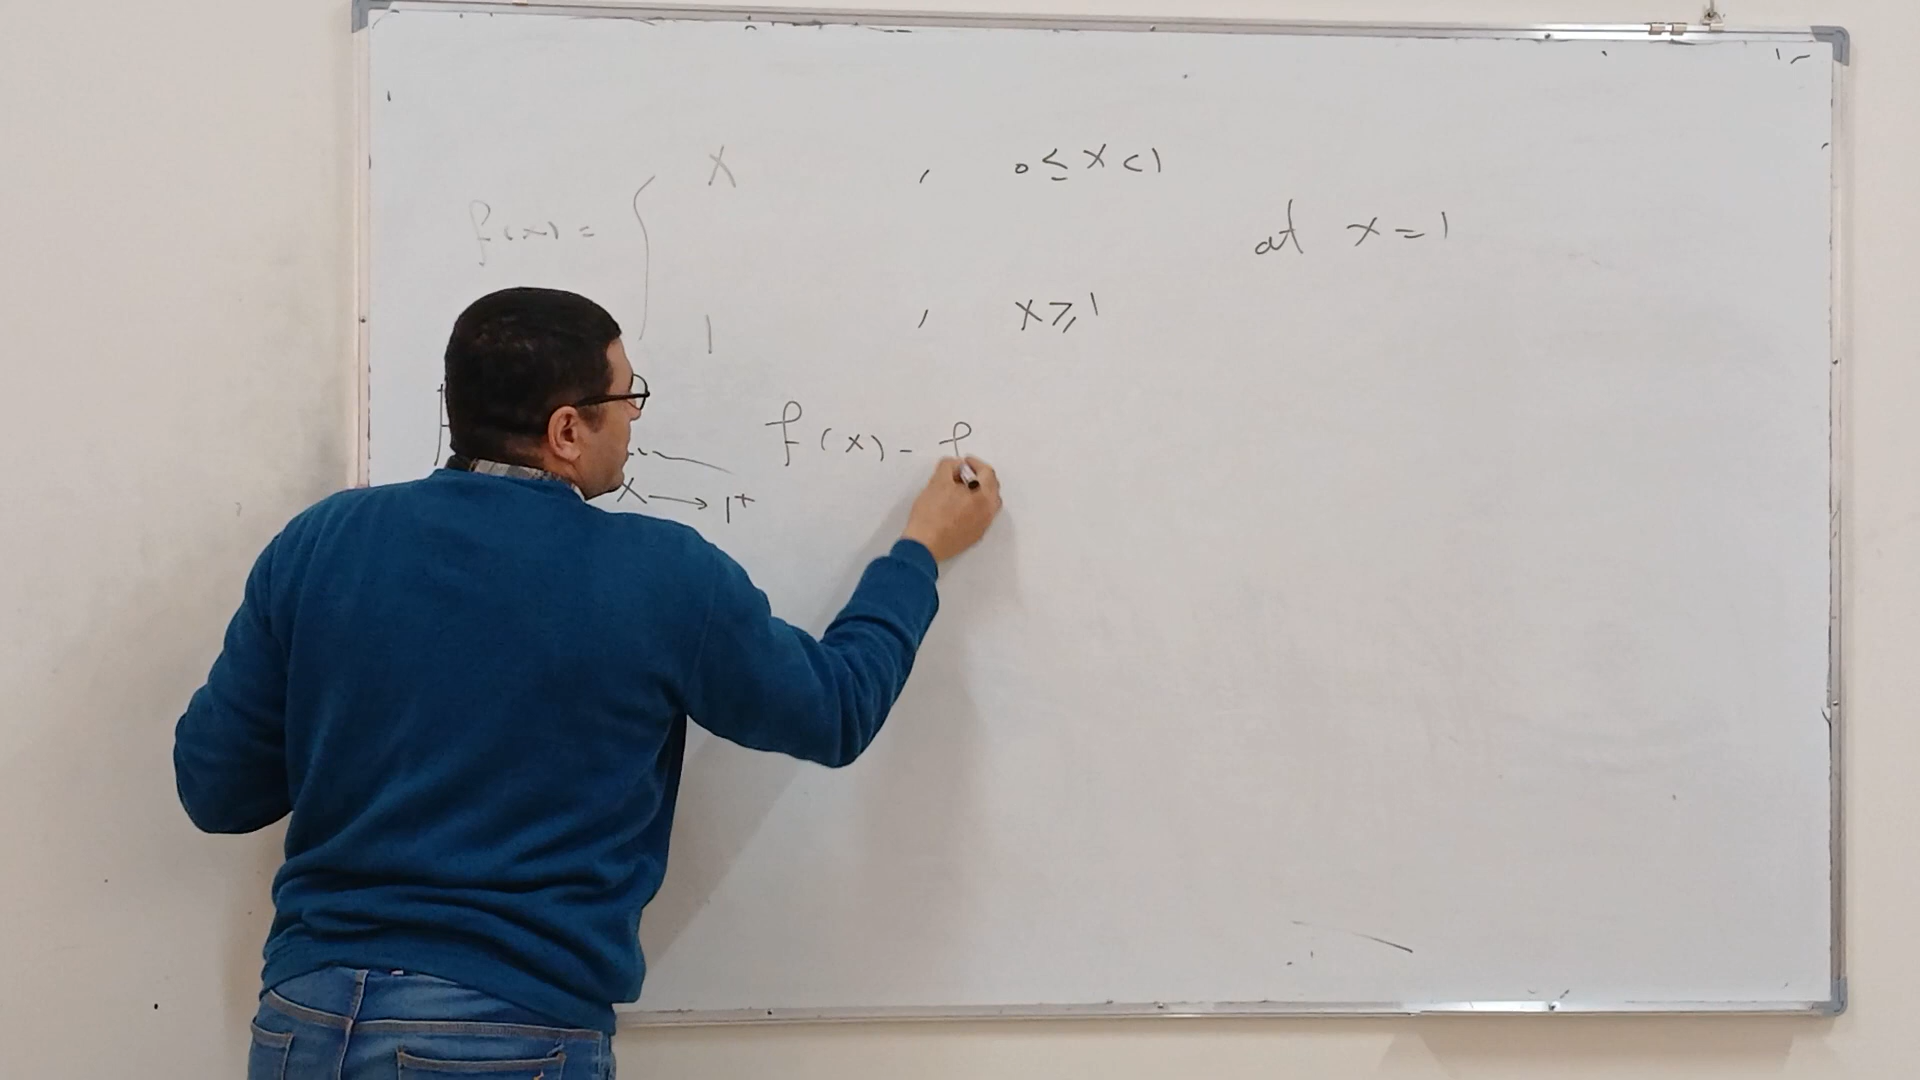 f(x) = { x , 0 ≤ x < 1
1 , x ≥ 1
at x = 1
f(x) - f
x → 1⁺